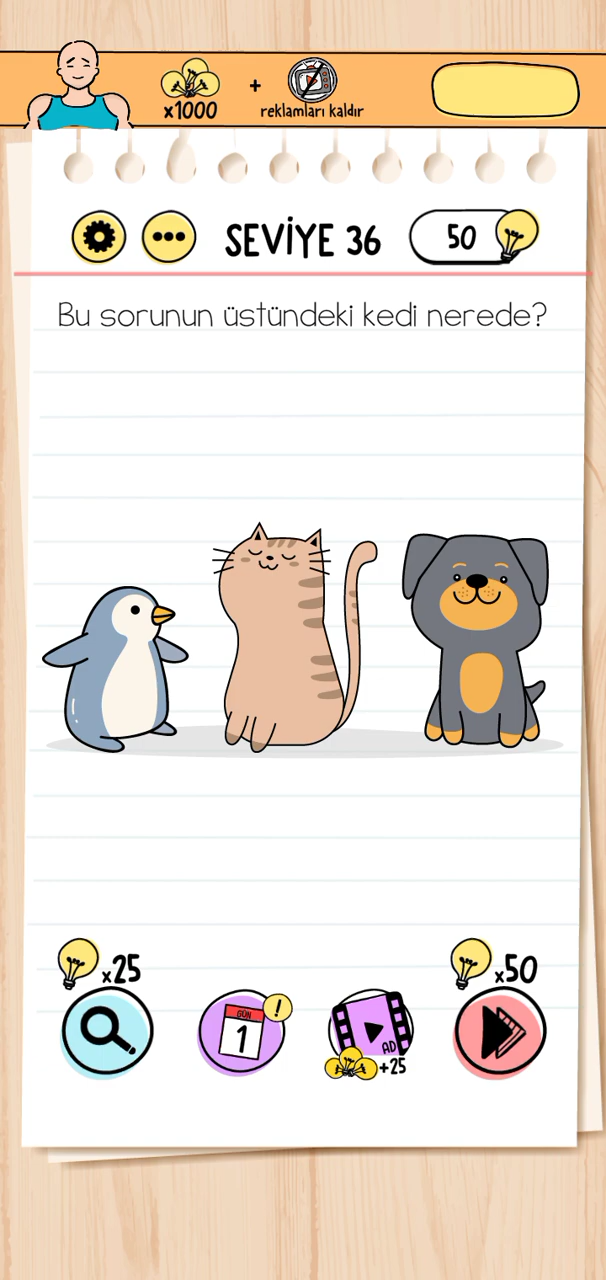 x1000
+
reklamları kaldır
SEVİYE 36
50
Bu sorunun üstündeki kedi nerede?
x25
x50
GÜN
1
!
AD
+25